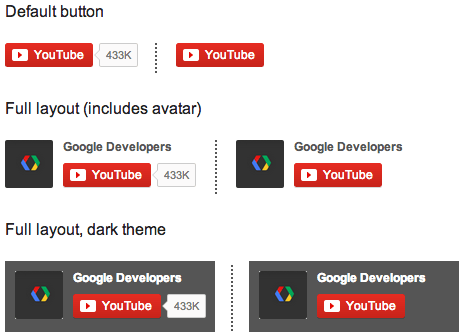 Default button
YouTube 433K YouTube
Full layout (includes avatar)
Google Developers Google Developers
YouTube 433K YouTube
Full layout, dark theme
Google Developers Google Developers
YouTube 433K YouTube